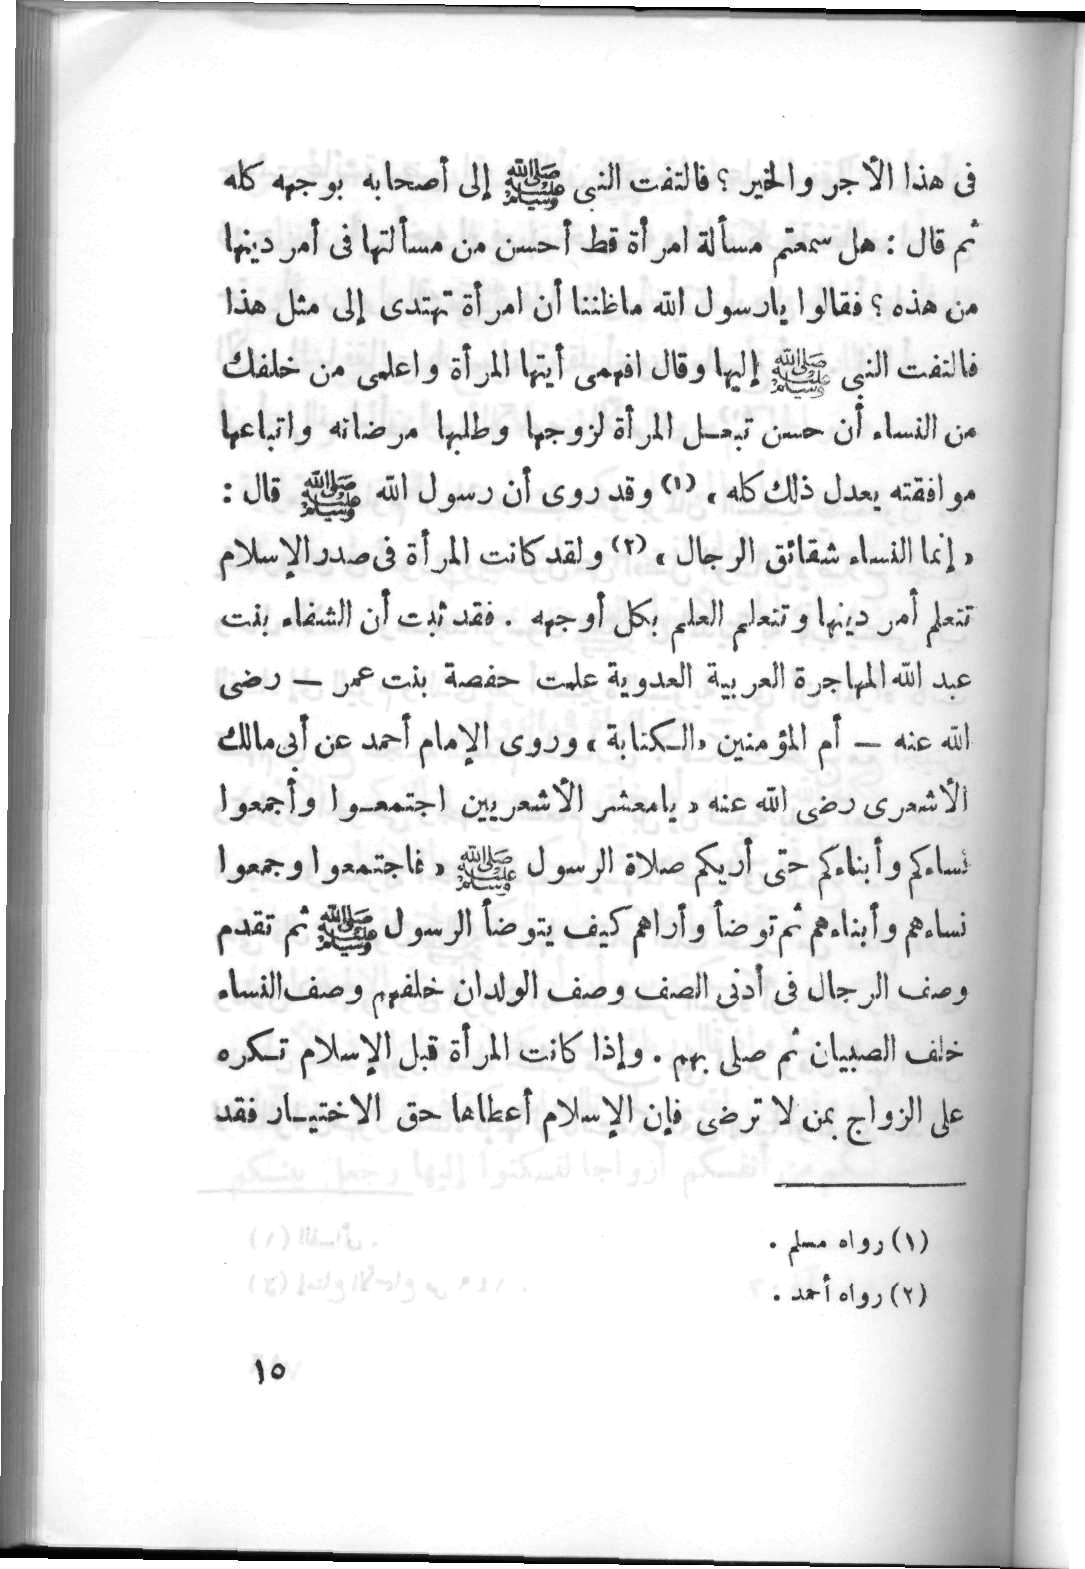 فى هذا الأجر والخير ؟ فالتفت النبى ﷺ إلى أصحابه بوجهه كله
ثم قال : هل سمعتم مسألة امرأة قط أحسن من مسألتها فى أمر دينها
من هذه ؟ فقالوا يارسول الله ماظننا أن امرأة تهتدى إلى مثل هذا
فالتفت النبى ﷺ إليها وقال افهمى أيتها المرأة واعلمى من خلفك
من النساء أن حسن تبعـل المرأة لزوجها وطلبها مرضاته واتباعها
موافقته يعدل ذلك كله » (١) وقد روى أن رسول الله ﷺ قال :
« إنما النساء شقائق الرجال » (٢) ولقد كانت المرأة فى صدر الإسلام
تتعلم أمر دينها وتتعلم العلم بكل أوجهه . فقد ثبت أن الشفاء بنت
عبد الله المهاجرة العربية العدوية علمت حفصة بنت عمر — رضى
الله عنه — أم المؤمنين « الـكتابة » وروى الإمام أحمد عن أبى مالك
الأشعرى رضى الله عنه « يامعشر الأشعريين اجتمعـوا وأجمعوا
نساءكم وأبناءكم حتى أريكم صلاة الرسول ﷺ « فاجتمعوا وجمعوا
نساءهم وأبناءهم ثم توضأ وأراهم كيف يتوضأ الرسول ﷺ ثم تقدم
وصف الرجال فى أدنى الصف وصف الولدان خلفهم وصف النساء
خلف الصبيان ثم صلى بهم . وإذا كانت المرأة قبل الإسلام تـكره
على الزواج بمن لا ترضى فإن الإسلام أعطاها حق الاختيـار فقد
(١) رواه مسلم .
(٢) رواه أحمد .
١٥